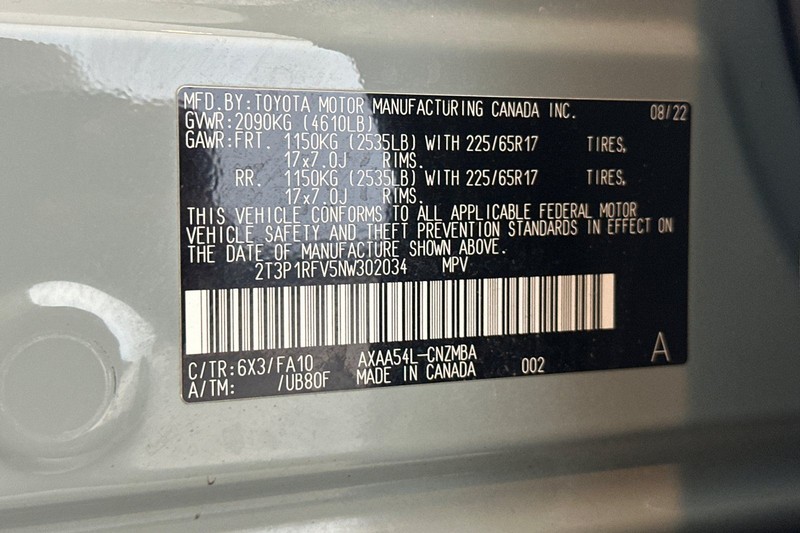 MFD. BY: TOYOTA MOTOR MANUFACTURING CANADA INC. 08/22
GVWR: 2090KG (4610LB)
GAWR: FRT. 1150KG (2535LB) WITH 225/65R17 TIRES,
17x7.0J RIMS.
RR. 1150KG (2535LB) WITH 225/65R17 TIRES,
17x7.0J RIMS.
THIS VEHICLE CONFORMS TO ALL APPLICABLE FEDERAL MOTOR
VEHICLE SAFETY AND THEFT PREVENTION STANDARDS IN EFFECT ON
THE DATE OF MANUFACTURE SHOWN ABOVE.
2T3P1RFV5NW302034 MPV
C/TR: 6X3/FA10 AXAA54L-CNZMBA A
A/TM: /UB80F MADE IN CANADA 002